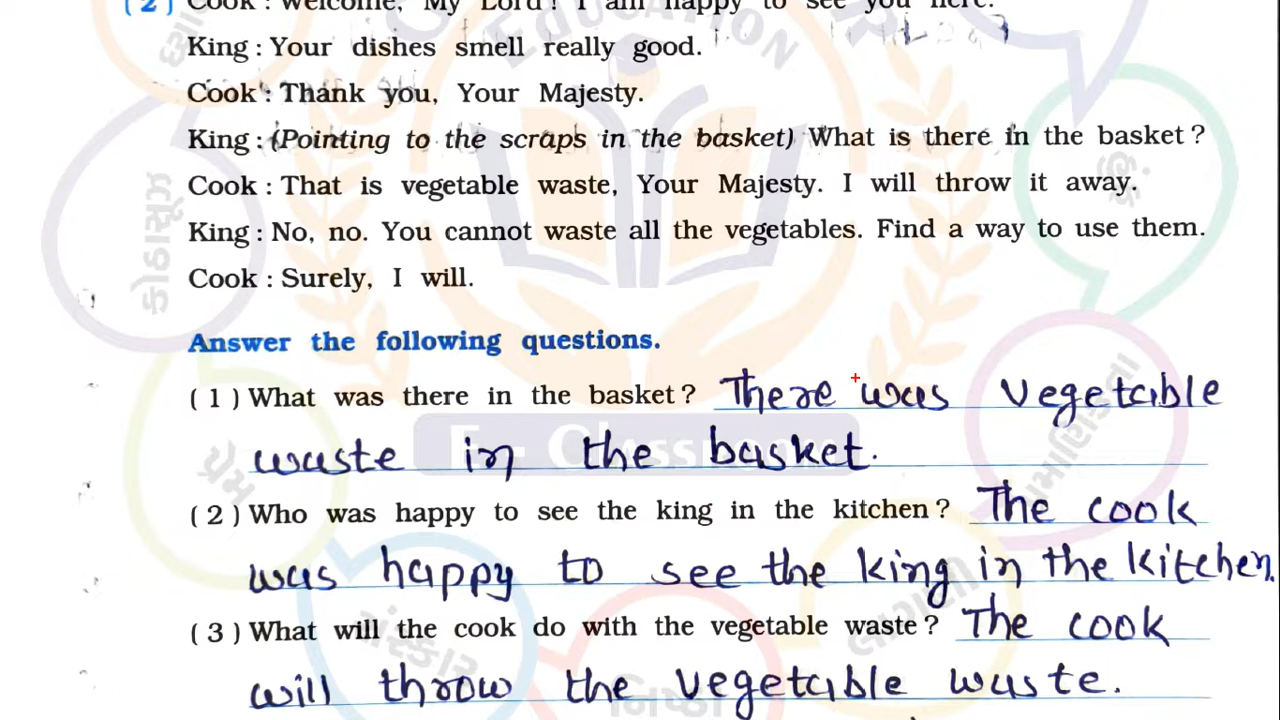 (2) Cook : Welcome, My Lord! I am happy to see you here.
King : Your dishes smell really good.
Cook : Thank you, Your Majesty.
King : (Pointing to the scraps in the basket) What is there in the basket ?
Cook : That is vegetable waste, Your Majesty. I will throw it away.
King : No, no. You cannot waste all the vegetables. Find a way to use them.
Cook : Surely, I will.
Answer the following questions.
(1) What was there in the basket ? There was vegetable
waste in the basket.
(2) Who was happy to see the king in the kitchen ? The cook
was happy to see the king in the kitchen.
(3) What will the cook do with the vegetable waste ? The cook
will throw the vegetable waste.